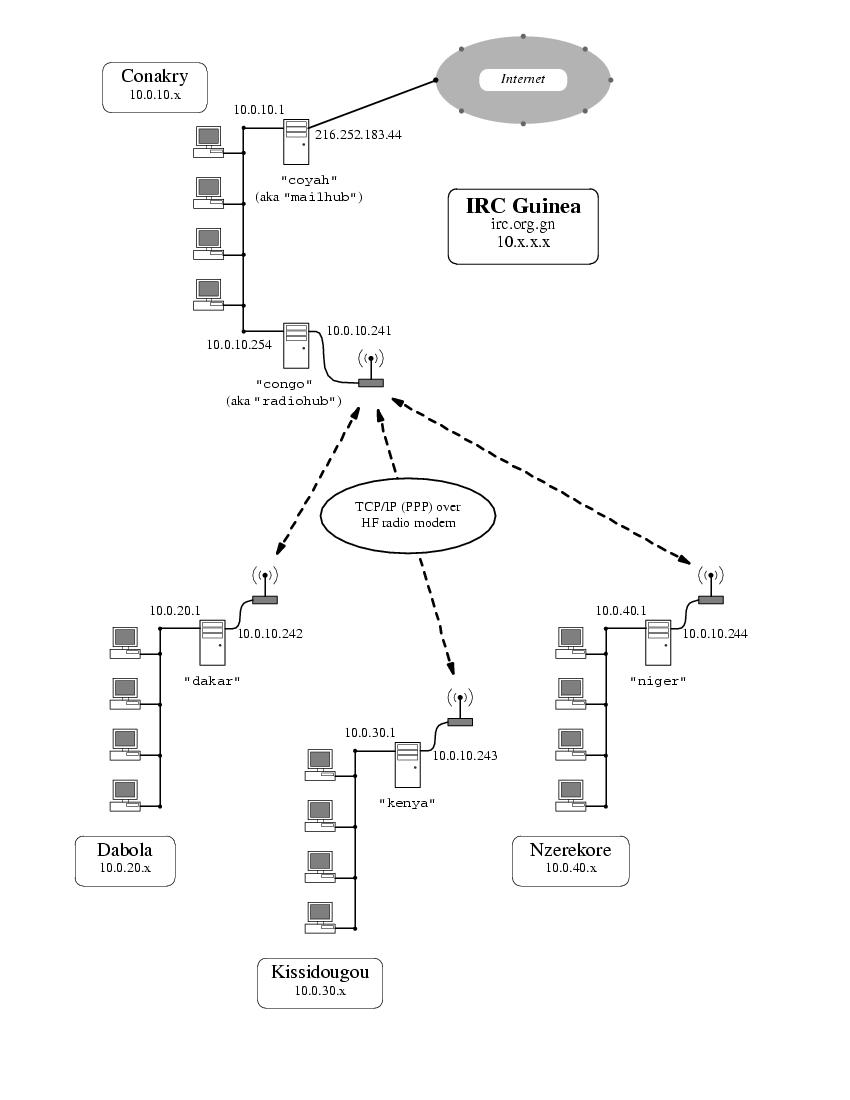 Conakry
10.0.10.x
Internet
10.0.10.1
216.252.183.44
"coyah"
(aka "mailhub")
IRC Guinea
irc.org.gn
10.x.x.x
10.0.10.254
10.0.10.241
"congo"
(aka "radiohub")
TCP/IP (PPP) over
HF radio modem
10.0.20.1
10.0.10.242
"dakar"
10.0.40.1
10.0.10.244
"niger"
10.0.30.1
10.0.10.243
"kenya"
Dabola
10.0.20.x
Nzerekore
10.0.40.x
Kissidougou
10.0.30.x